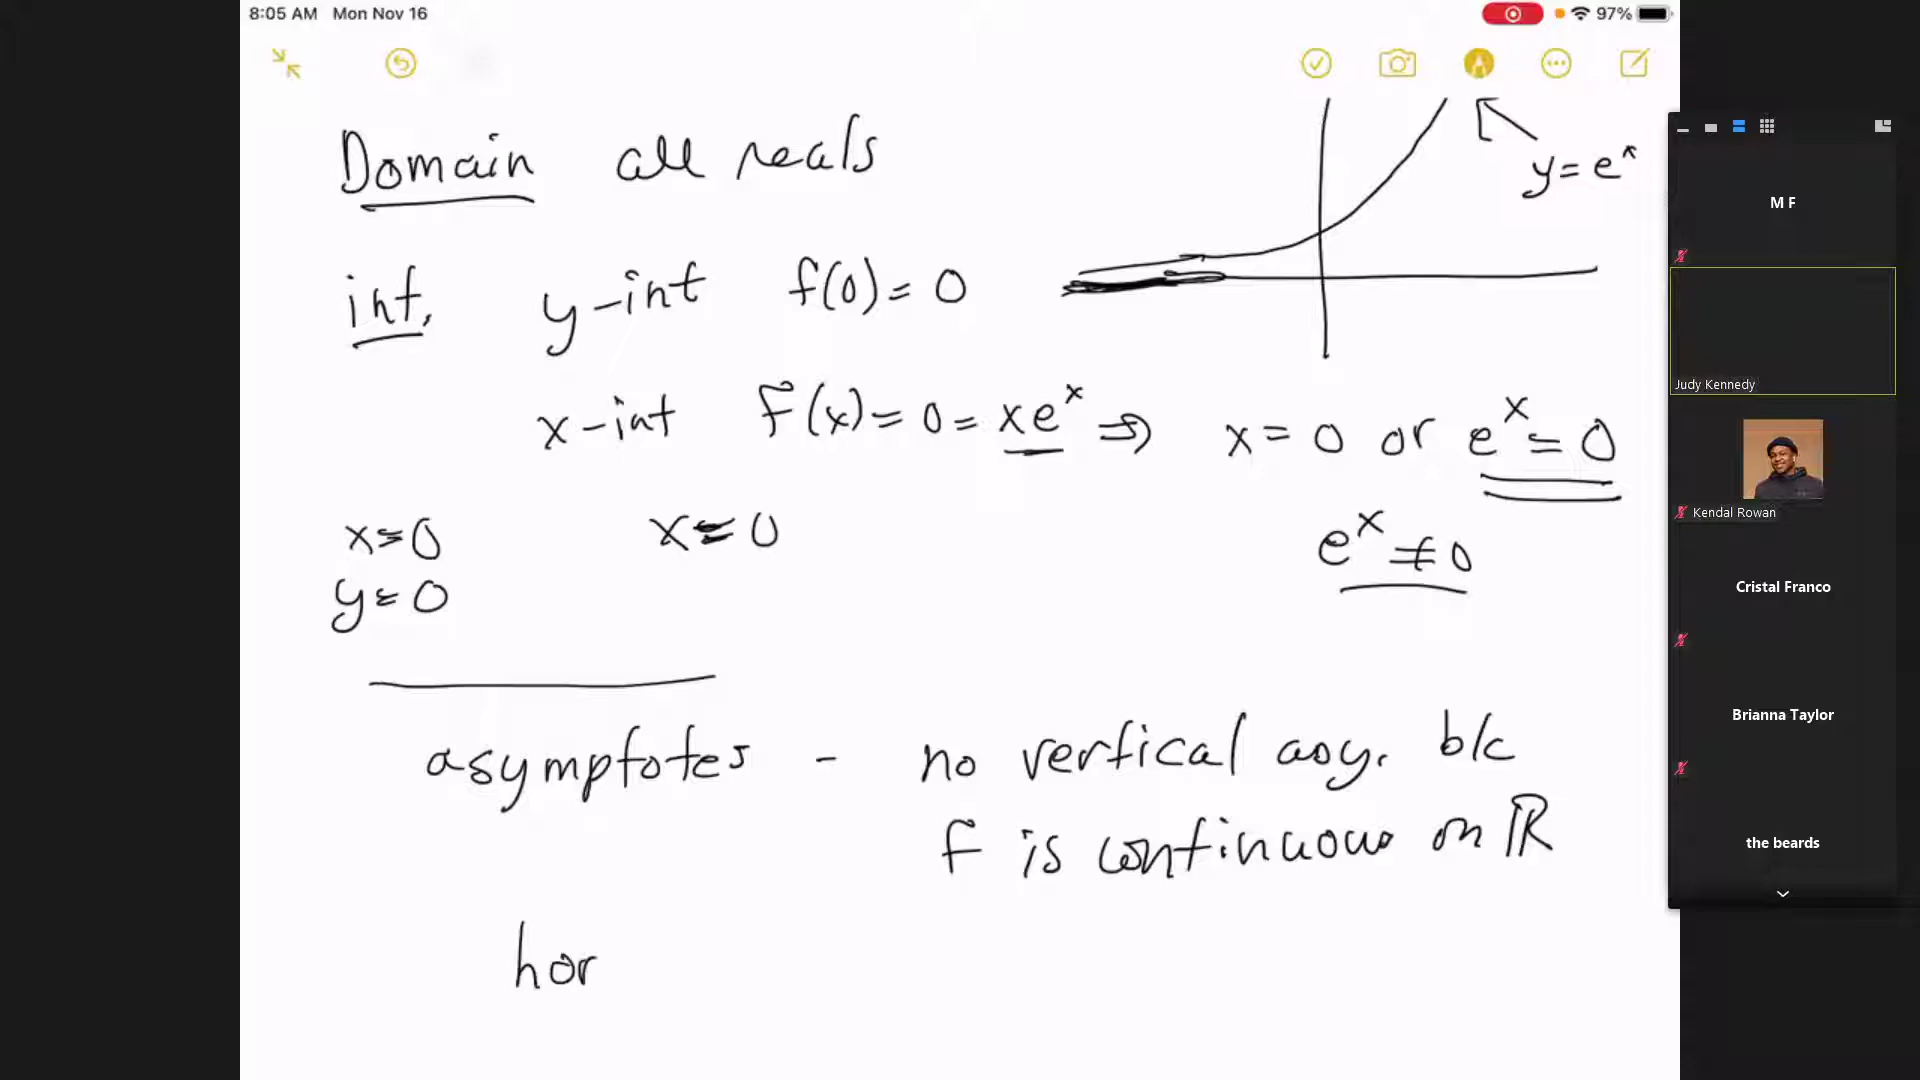 8:05 AM Mon Nov 16
97%
Domain all reals
y=e^x
int. y-int f(0)=0
x-int f(x)=0=xe^x ⇒ x=0 or e^x=0
x=0 x=0 e^x≠0
y=0
asymptotes - no vertical asy. b/c
f is continuous on ℝ
hor
M F
Judy Kennedy
Kendal Rowan
Cristal Franco
Brianna Taylor
the beards